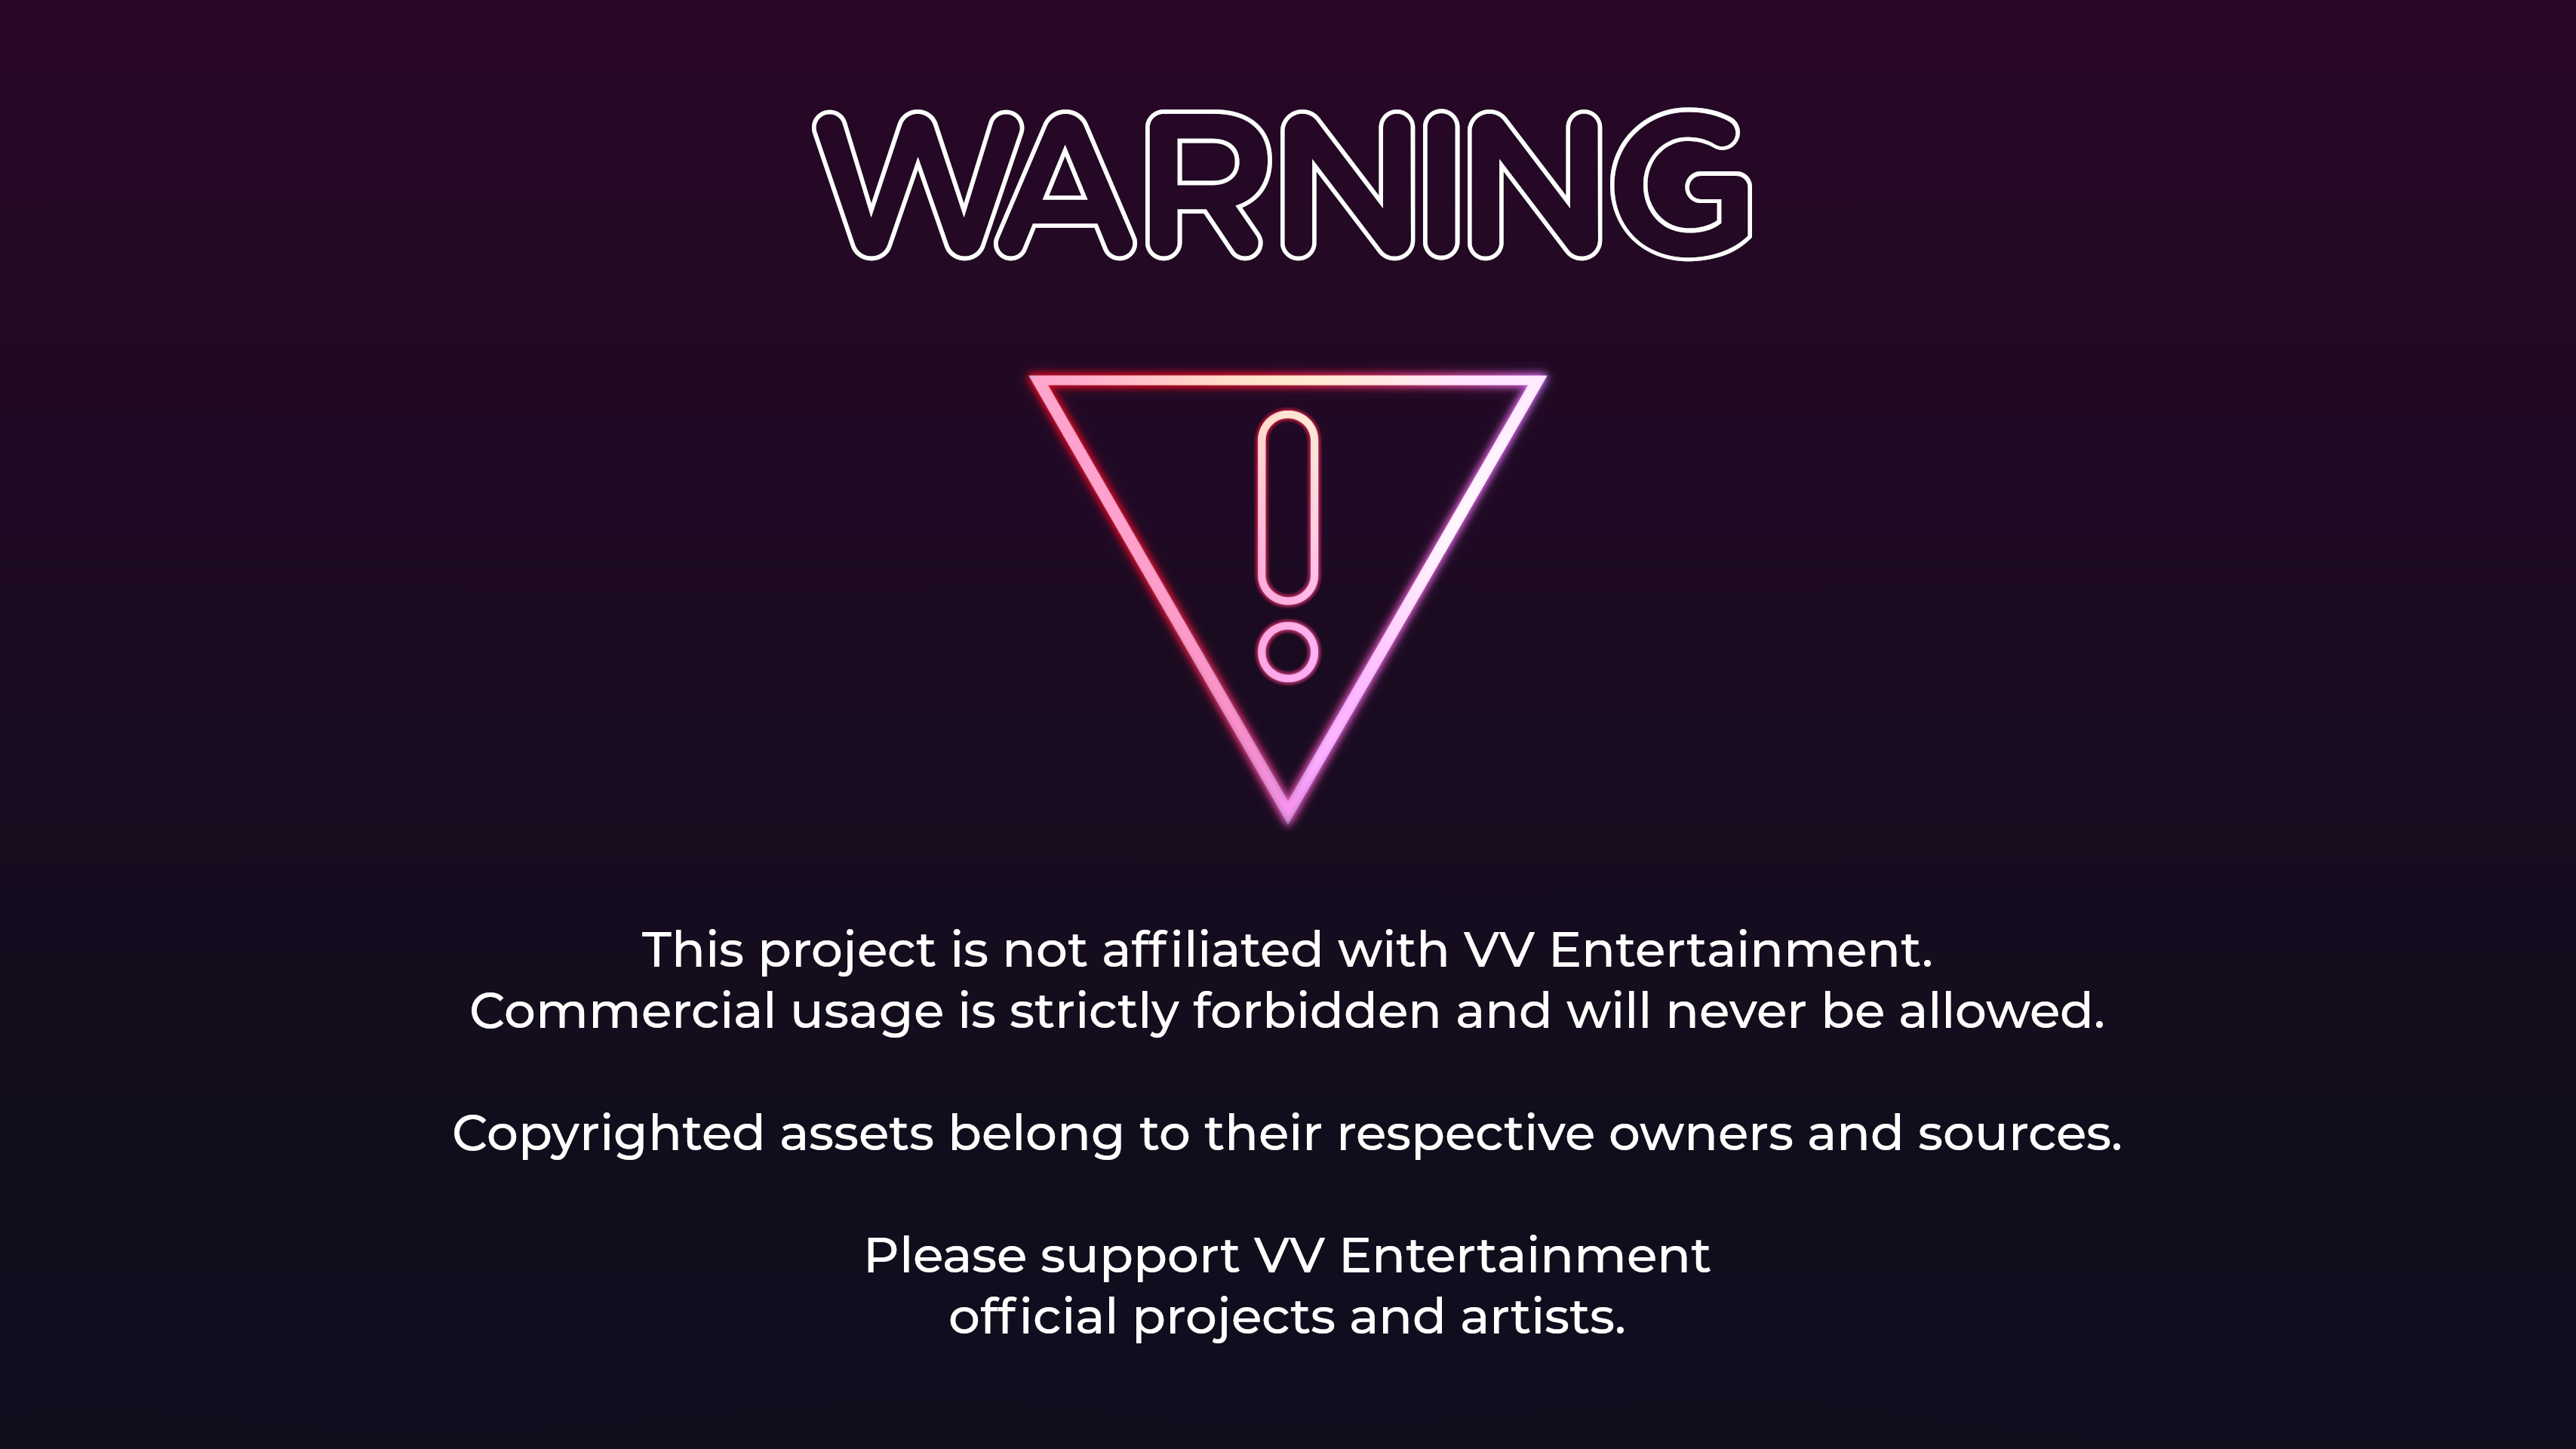 WARNING
This project is not affiliated with VV Entertainment.
Commercial usage is strictly forbidden and will never be allowed.
Copyrighted assets belong to their respective owners and sources.
Please support VV Entertainment
official projects and artists.